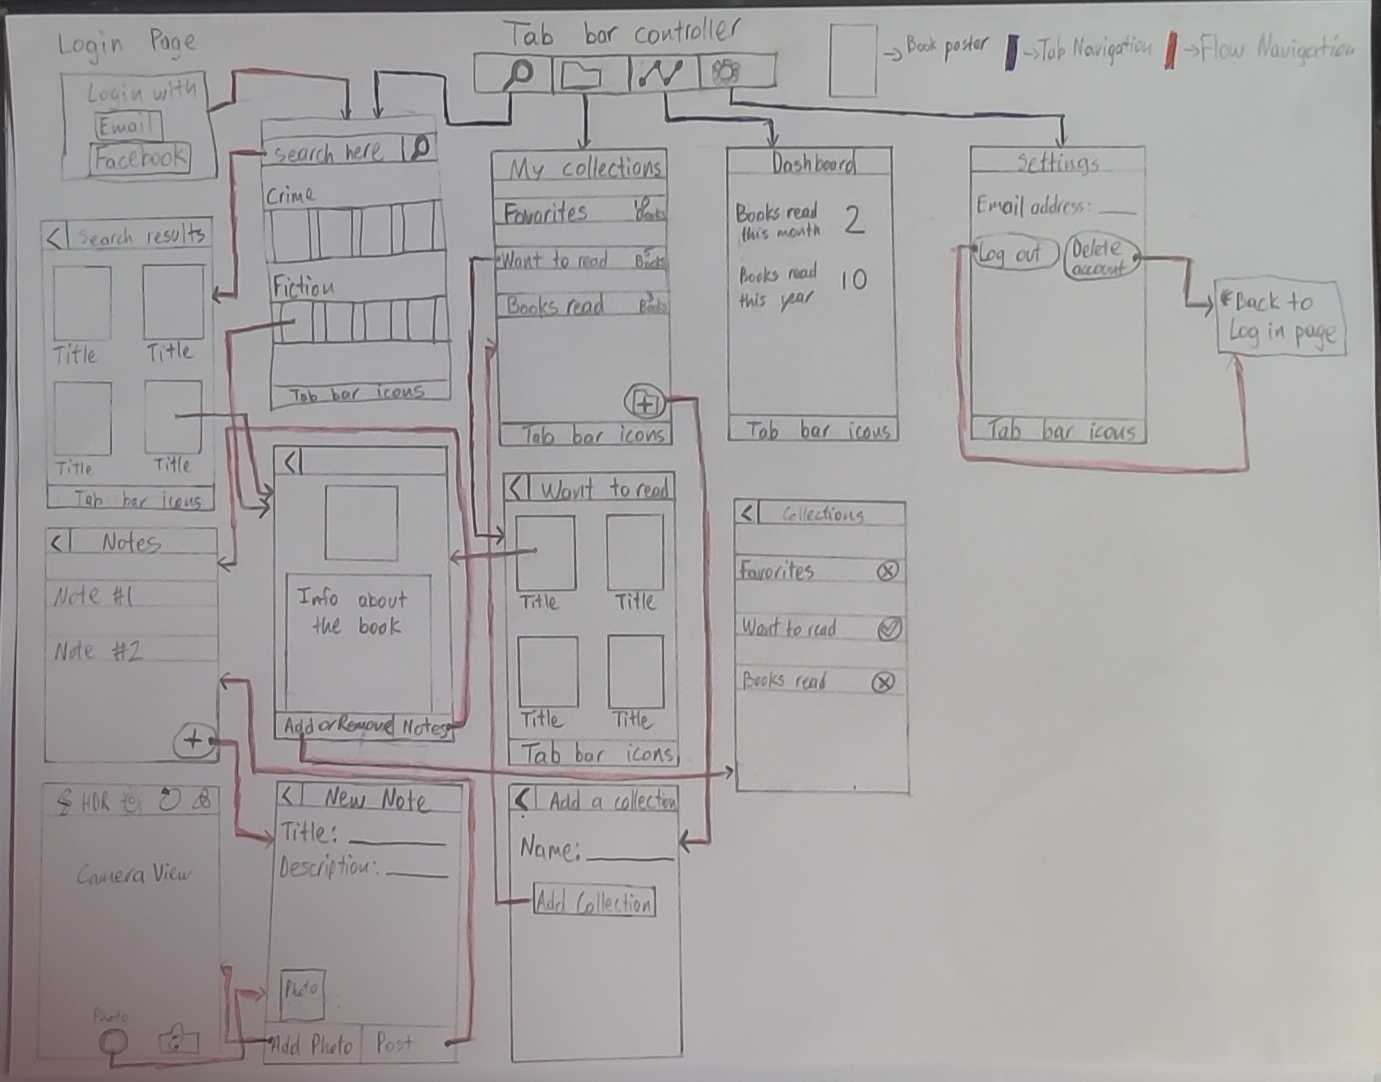 Login Page
Tab bar controller
→ Book poster
→ Tab Navigation
→ Flow Navigation
Login with
Email
Facebook
search here
Crime
Fiction
Tab bar icons
< Search results
Title
Title
Title
Title
Tab bar icons
My collections
Favorites 10 Books
Want to read 5 Books
Books read Books
Tab bar icons
Dashboard
Books read
this month 2
Books read
this year 10
Tab bar icons
Settings
Email address:
Log out
Delete
account
Tab bar icons
*Back to
Log in page
< Notes
Note #1
Note #2
+
<
Info about
the book
Add or Remove
Notes
< Want to read
Title
Title
Title
Title
Tab bar icons
< Collections
Favorites
Want to read
Books read
HDR
Camera View
Photo
< New Note
Title:
Description:
Photo
Add Photo
Post
< Add a collection
Name:
Add Collection